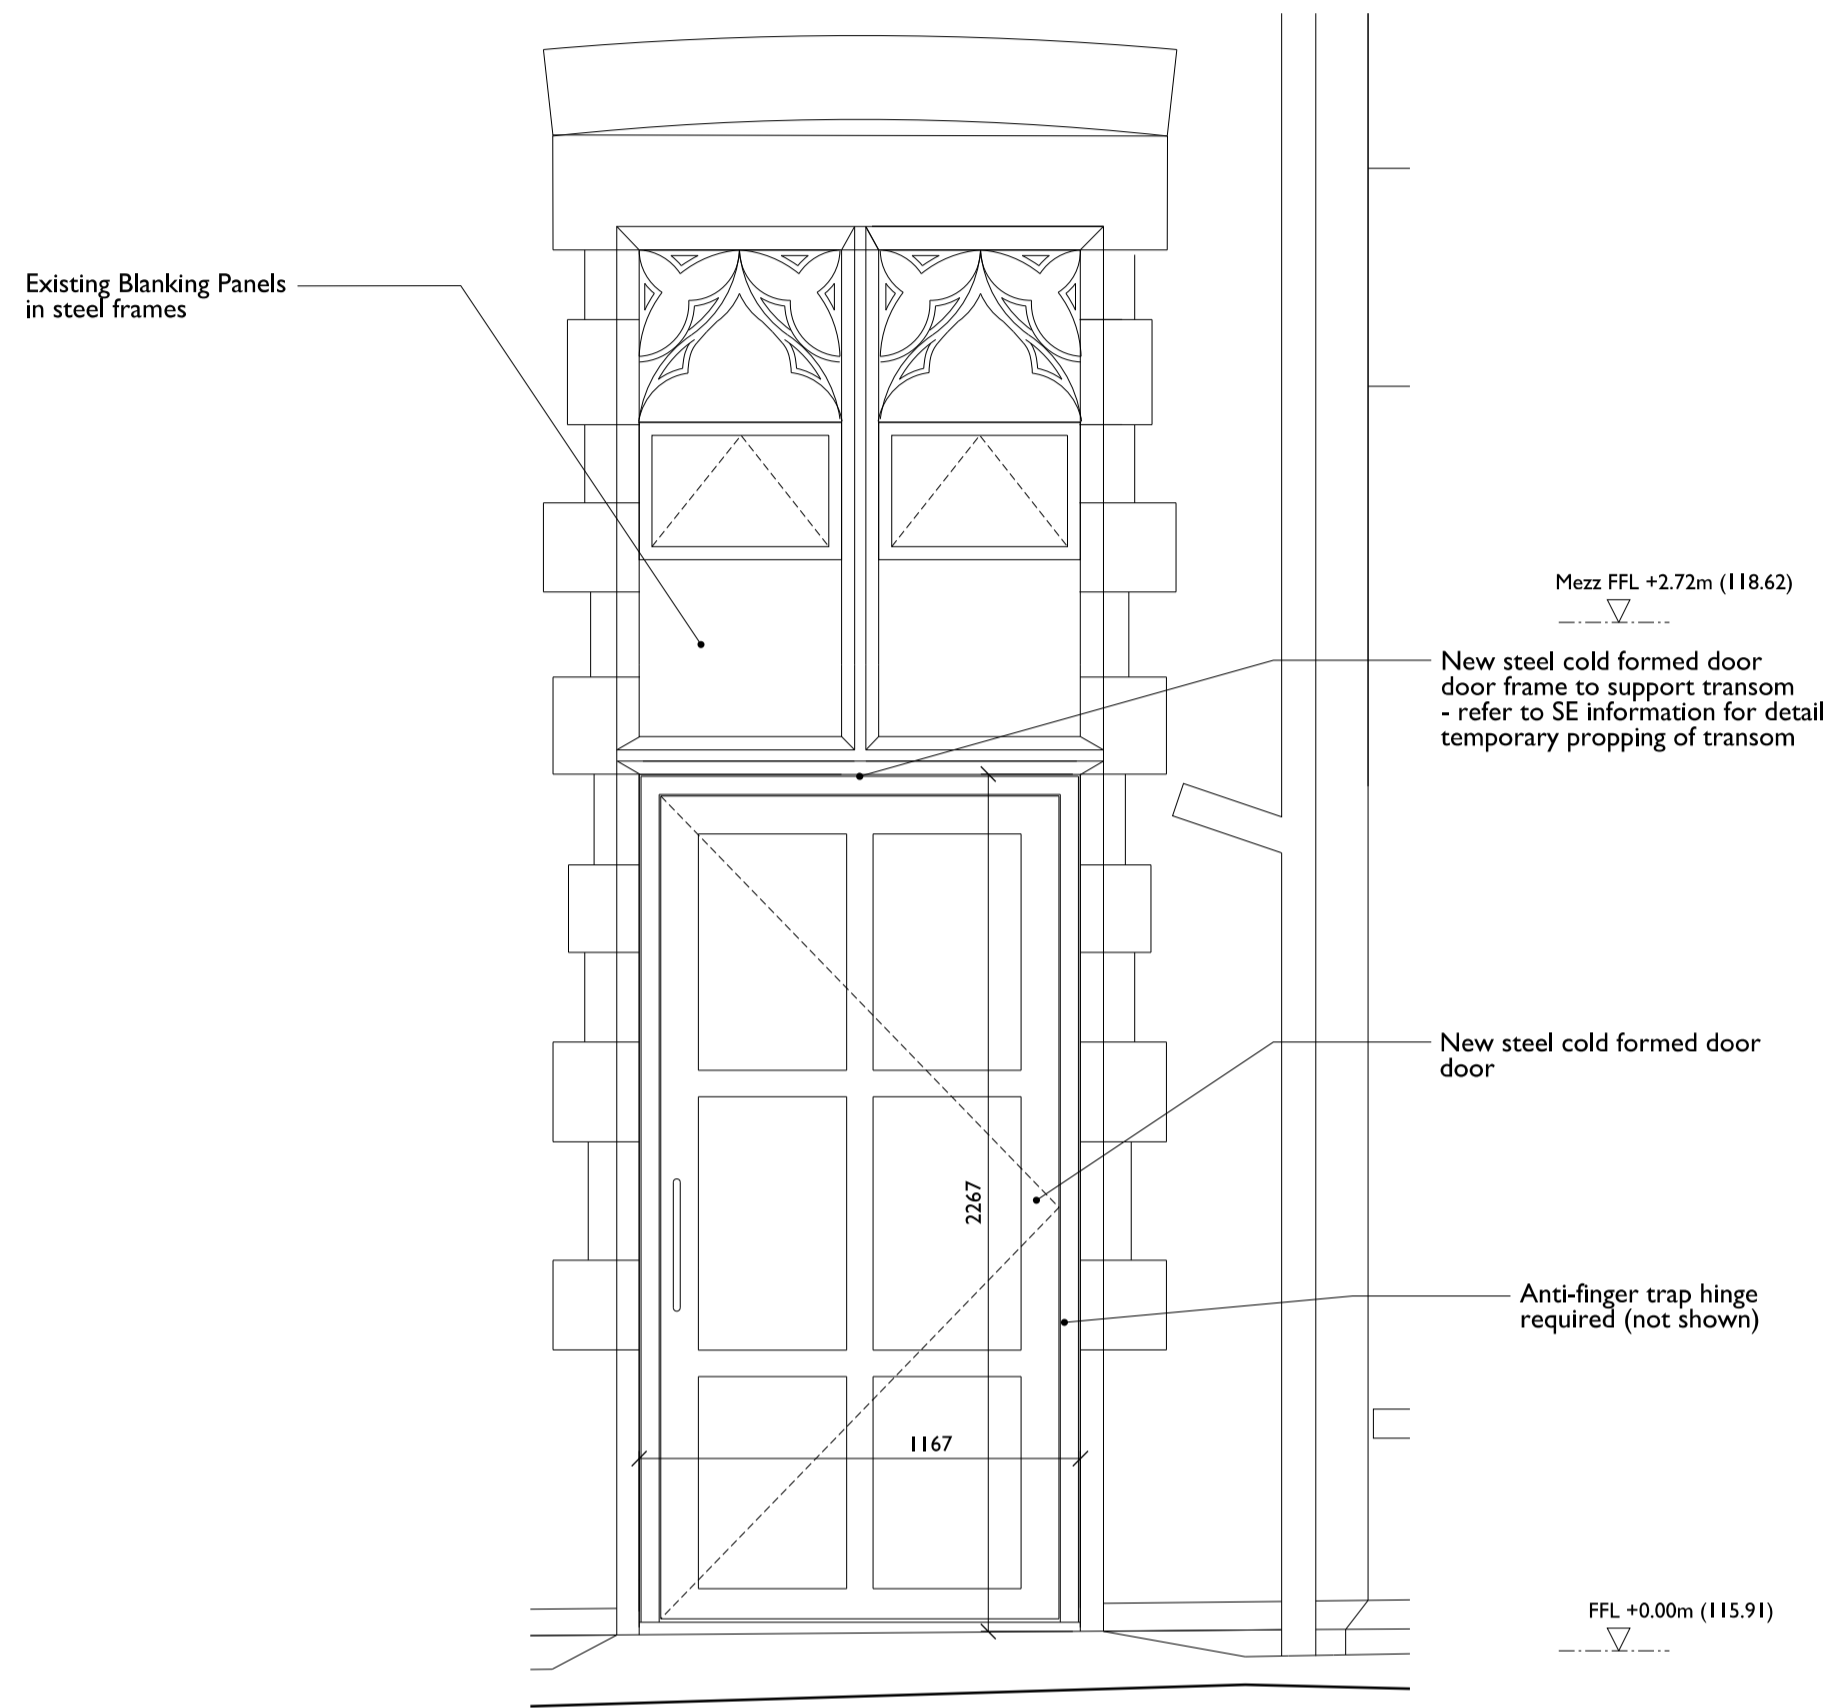 Existing Blanking Panels
in steel frames
Mezz FFL +2.72m (118.62)
New steel cold formed door
door frame to support transom
- refer to SE information for detail
temporary propping of transom
New steel cold formed door
door
2267
Anti-finger trap hinge
required (not shown)
1167
FFL +0.00m (115.91)